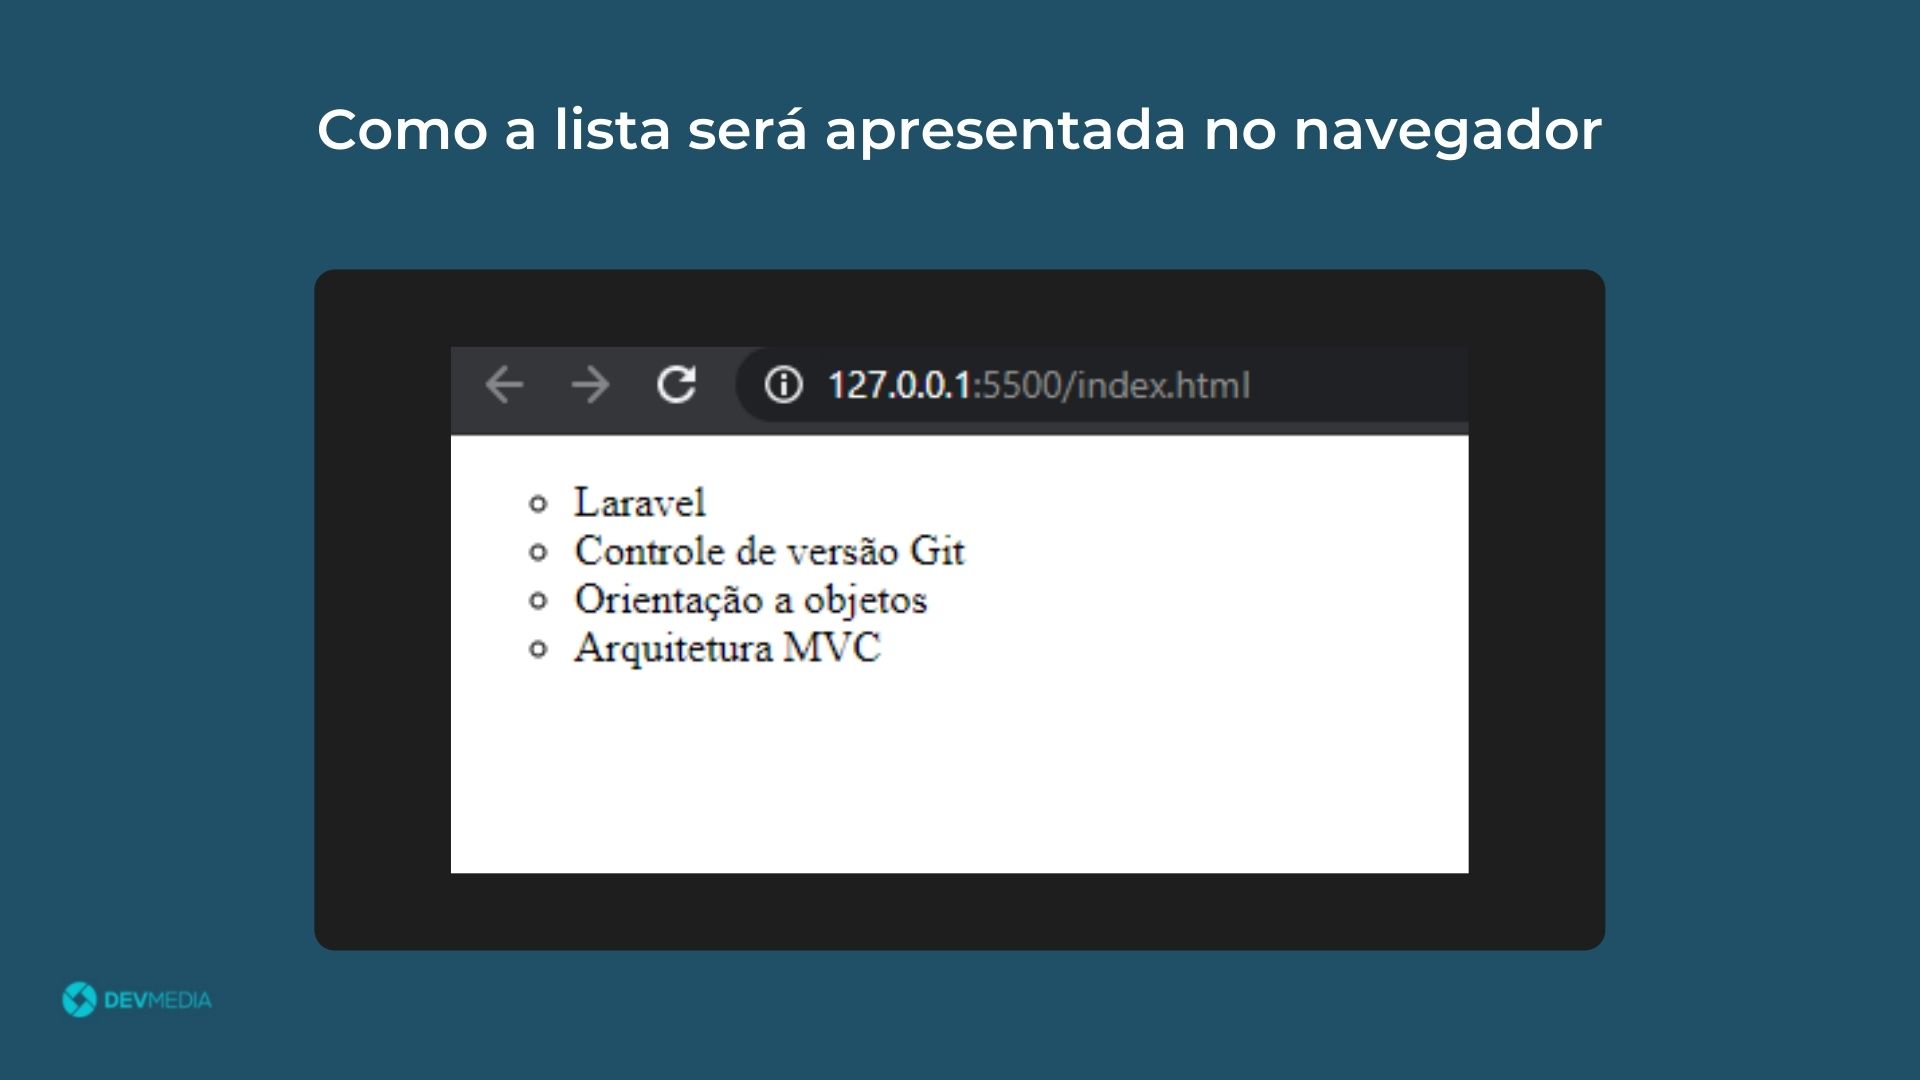 Como a lista será apresentada no navegador
127.0.0.1:5500/index.html
Laravel
Controle de versão Git
Orientação a objetos
Arquitetura MVC
DEVMEDIA